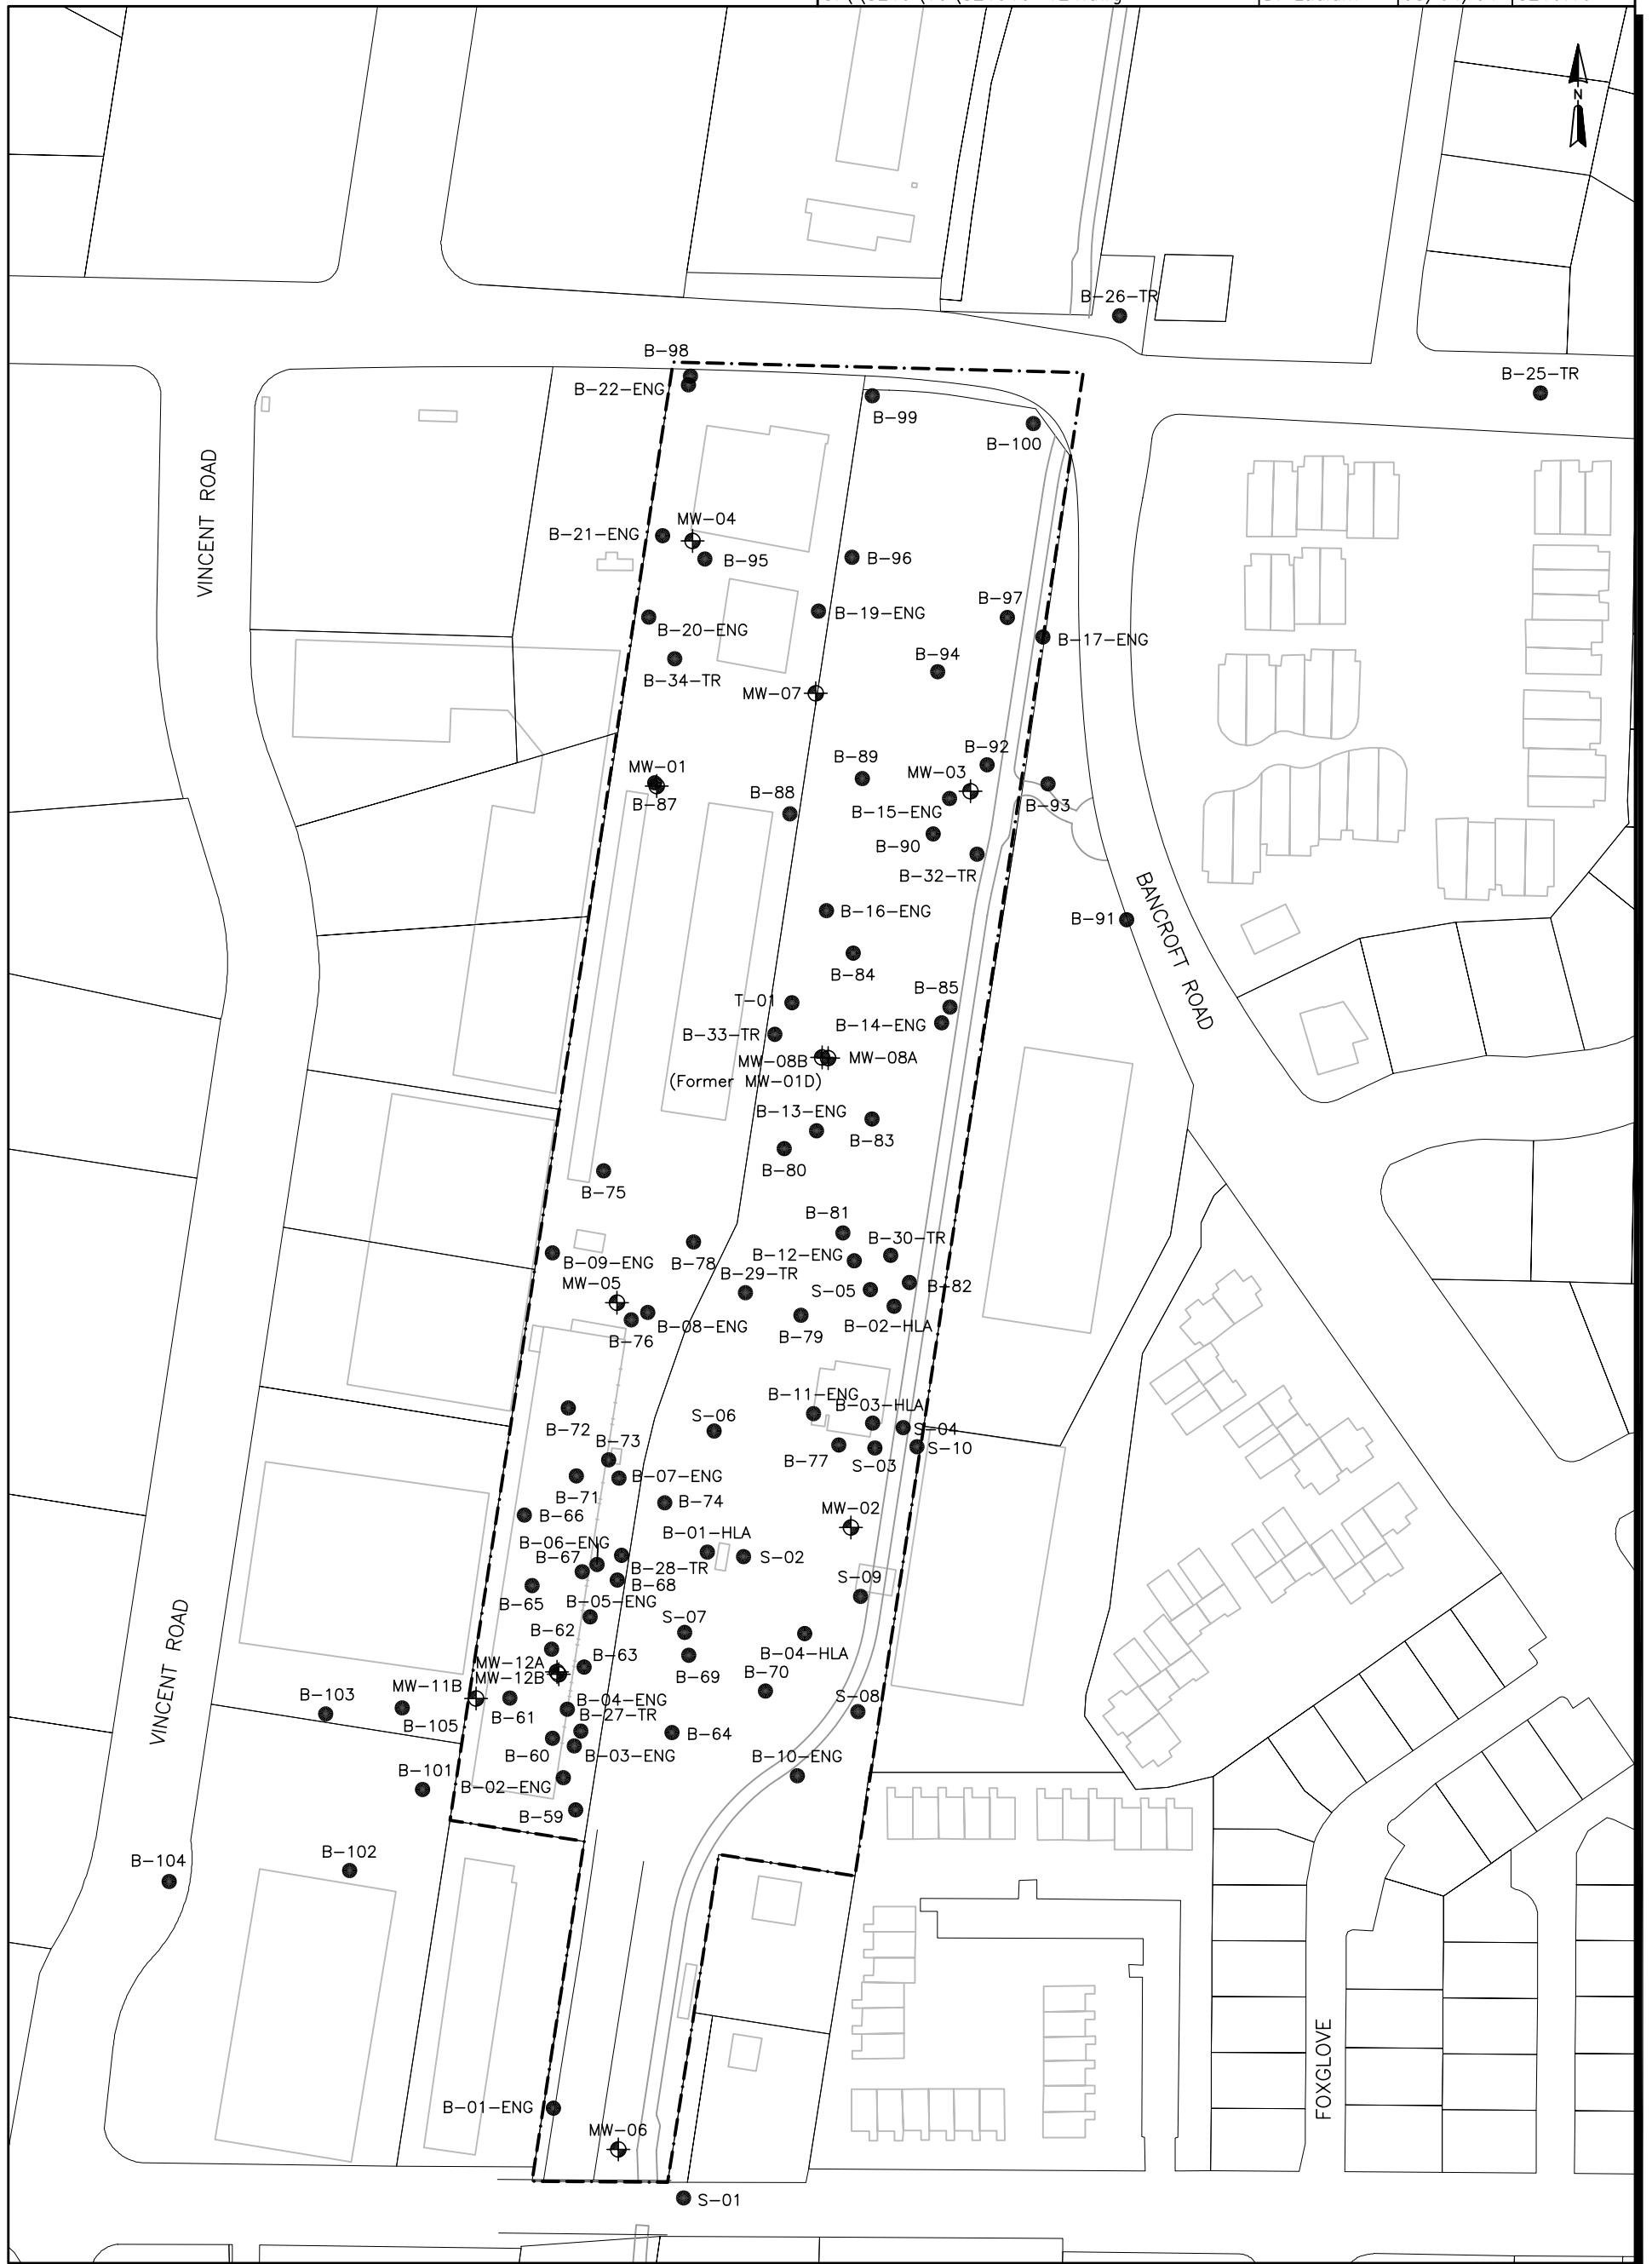 N
B-26-TR
B-98
B-25-TR
B-22-ENG
B-99
B-100
VINCENT ROAD
MW-04
B-21-ENG
B-95
B-96
B-97
B-19-ENG
B-20-ENG
B-17-ENG
B-94
B-34-TR
MW-07
B-92
MW-01
B-89
MW-03
B-87
B-88
B-93
B-15-ENG
B-90
B-32-TR
BANCROFT ROAD
B-16-ENG
B-91
B-84
B-85
T-01
B-14-ENG
B-33-TR
MW-08B
MW-08A
(Former MW-01D)
B-13-ENG
B-83
B-80
B-75
B-81
B-30-TR
B-78
B-12-ENG
B-09-ENG
B-29-TR
MW-05
S-05
B-82
B-08-ENG
B-79
B-02-HLA
B-76
B-11-ENG
B-03-HLA
S-06
B-72
S-04
B-73
B-77
S-03
S-10
B-71
B-07-ENG
B-74
MW-02
B-66
B-01-HLA
B-06-ENG
B-67
B-28-TR
S-02
B-68
S-09
B-65
B-05-ENG
S-07
B-62
B-04-HLA
MW-12A
B-63
MW-12B
B-69
B-70
MW-11B
B-103
B-61
B-04-ENG
S-08
VINCENT ROAD
B-105
B-27-TR
B-64
B-60
B-03-ENG
B-10-ENG
B-101
B-02-ENG
B-59
B-104
B-102
FOXGLOVE
B-01-ENG
MW-06
S-01